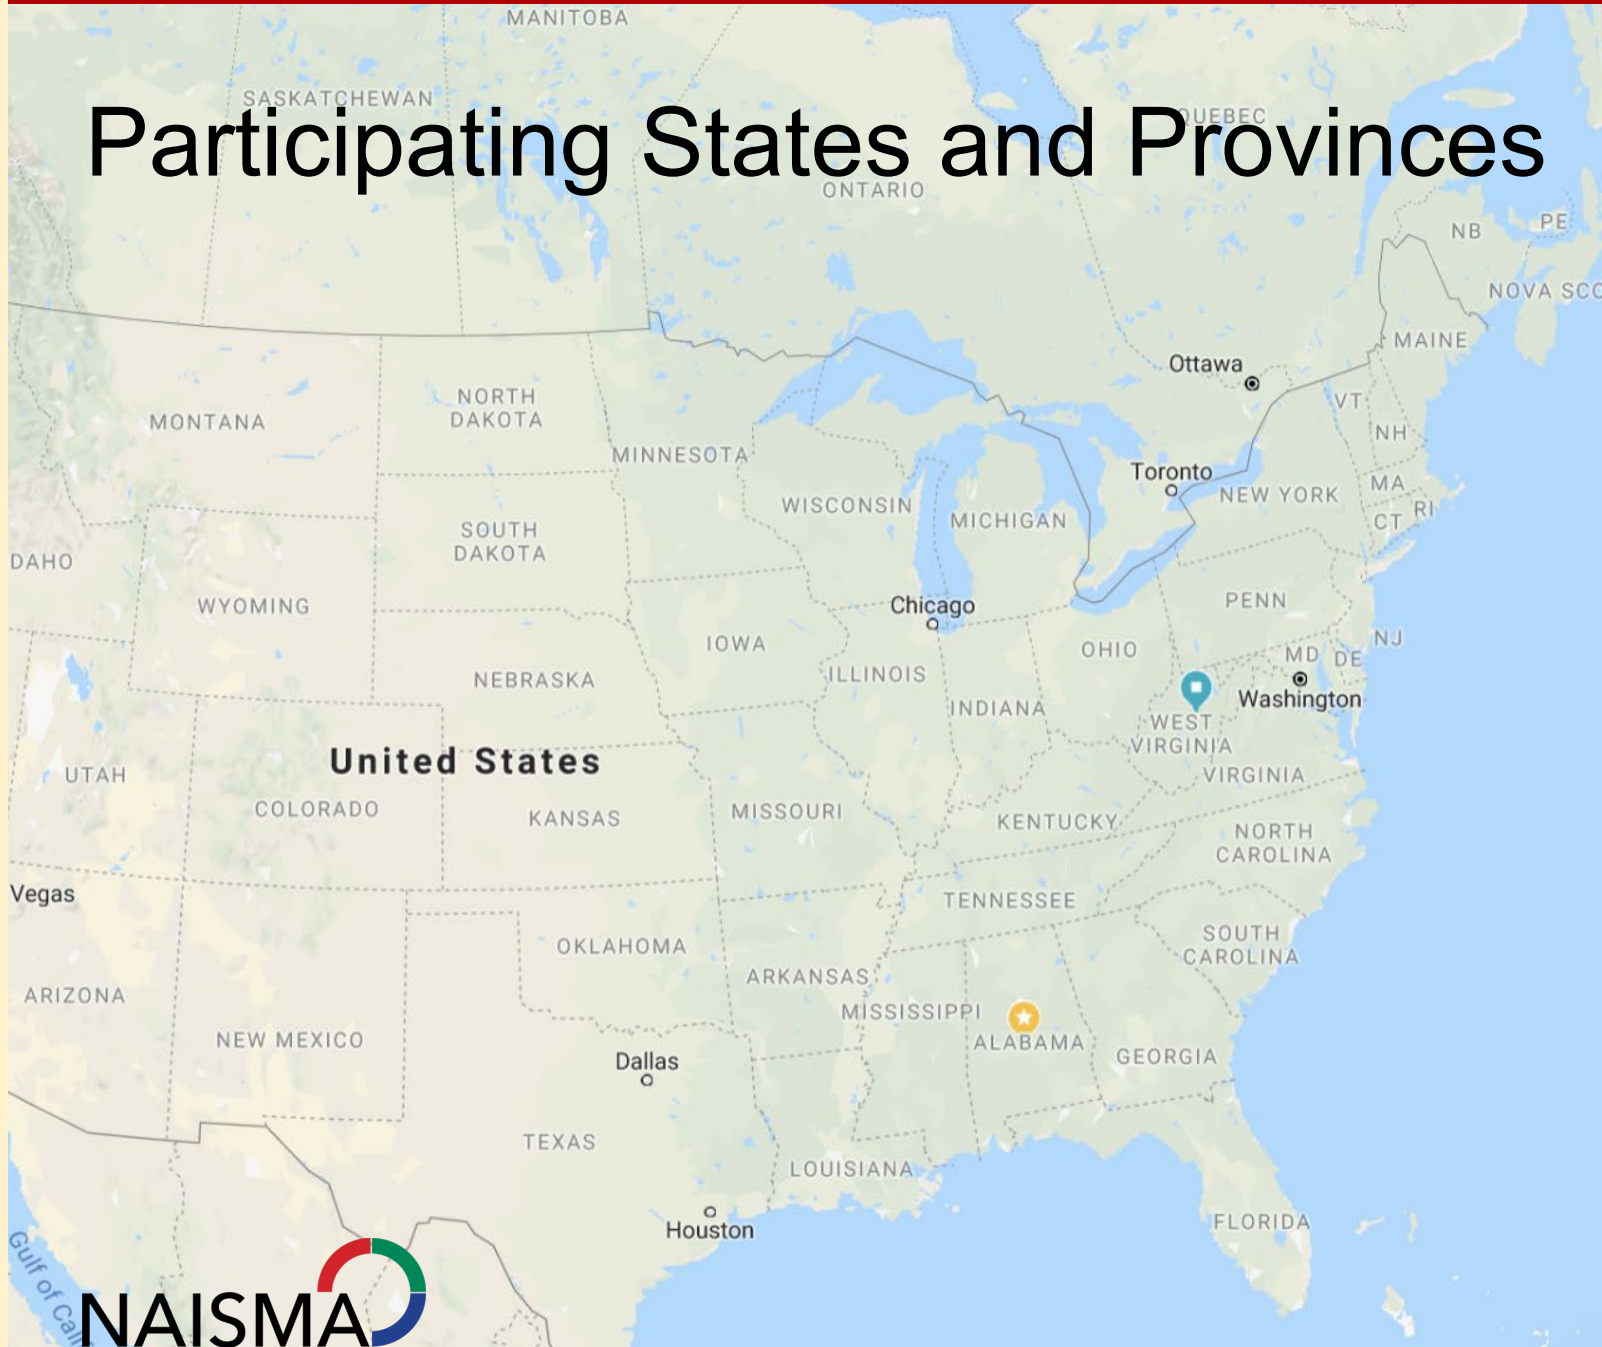 MANITOBA
SASKATCHEWAN
QUEBEC
Participating States and Provinces
ONTARIO
NB
PE
NOVA SCO
MAINE
Ottawa
VT
NORTH
DAKOTA
MONTANA
NH
MINNESOTA
Toronto
MA
NEW YORK
WISCONSIN
RI
MICHIGAN
CT
SOUTH
DAKOTA
DAHO
PENN
WYOMING
Chicago
NJ
IOWA
OHIO
MD
DE
ILLINOIS
NEBRASKA
Washington
INDIANA
WEST
VIRGINIA
United States
UTAH
VIRGINIA
COLORADO
MISSOURI
KANSAS
KENTUCKY
NORTH
CAROLINA
Vegas
TENNESSEE
SOUTH
CAROLINA
OKLAHOMA
ARKANSAS
ARIZONA
MISSISSIPPI
NEW MEXICO
ALABAMA
GEORGIA
Dallas
TEXAS
LOUISIANA
FLORIDA
Houston
Gulf of Cali
NAISMA